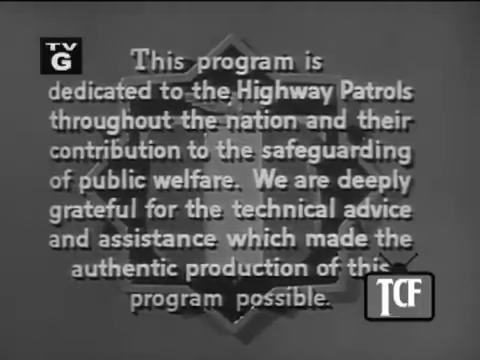 TV
G
This program is
dedicated to the Highway Patrols
throughout the nation and their
contribution to the safeguarding
of public welfare. We are deeply
grateful for the technical advice
and assistance which made the
authentic production of this
program possible.
TCF